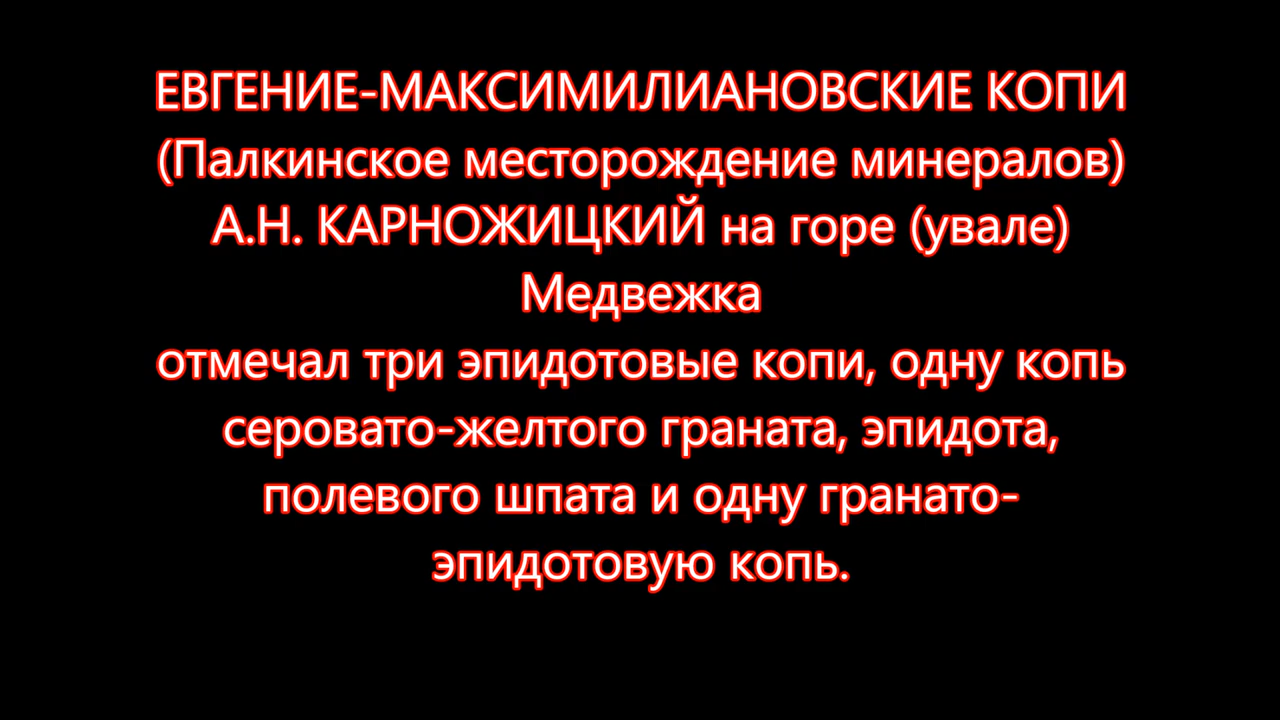 ЕВГЕНИЕ-МАКСИМИЛИАНОВСКИЕ КОПИ
(Палкинское месторождение минералов)
А.Н. КАРНОЖИЦКИЙ на горе (увале)
Медвежка
отмечал три эпидотовые копи, одну копь
серовато-желтого граната, эпидота,
полевого шпата и одну гранато-
эпидотовую копь.